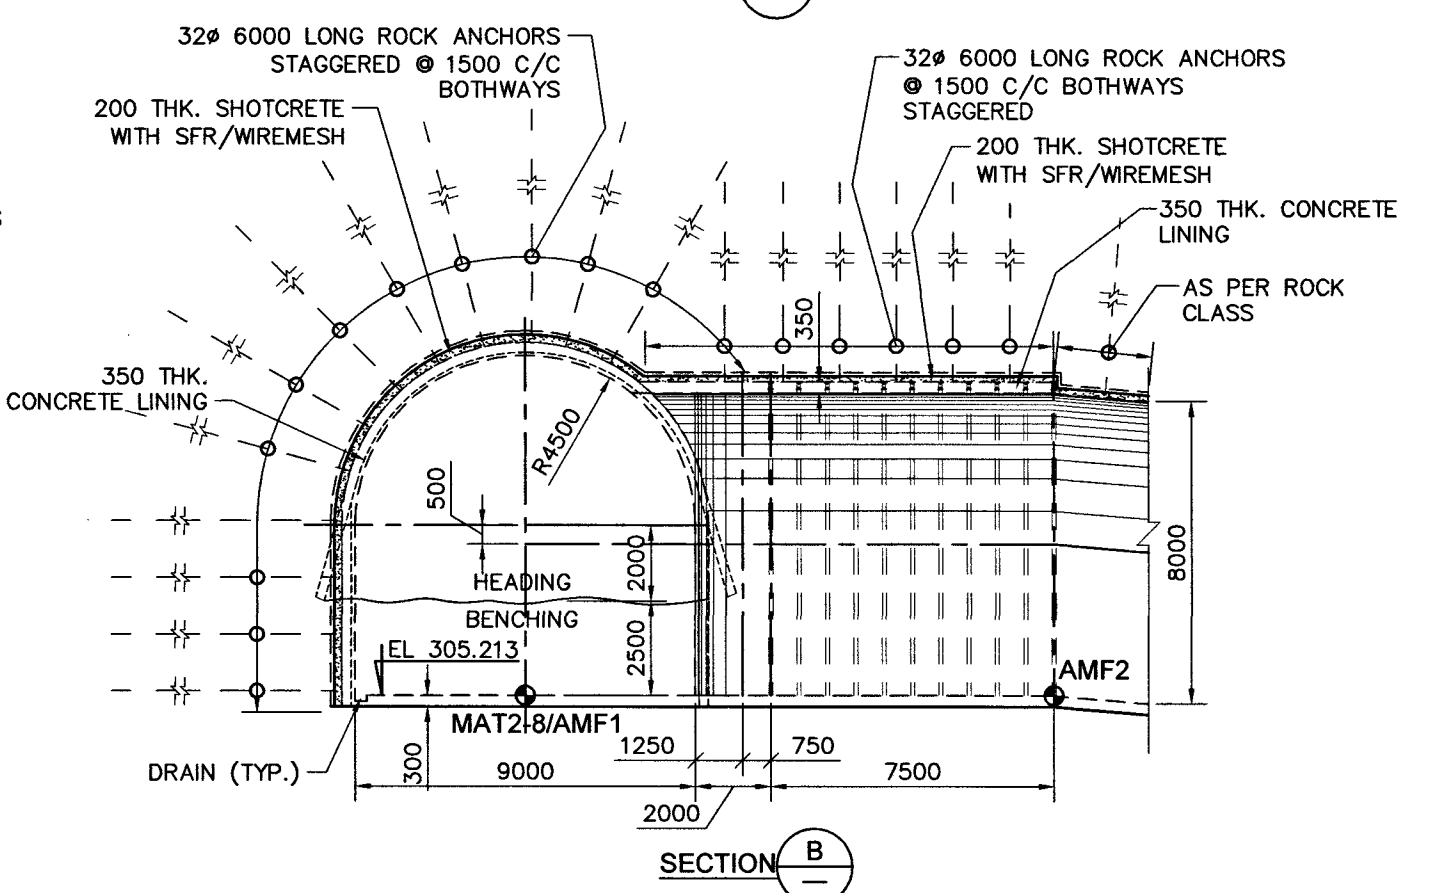 32ø 6000 LONG ROCK ANCHORS
STAGGERED @ 1500 C/C
BOTHWAYS
200 THK. SHOTCRETE
WITH SFR/WIREMESH
32ø 6000 LONG ROCK ANCHORS
@ 1500 C/C BOTHWAYS
STAGGERED
200 THK. SHOTCRETE
WITH SFR/WIREMESH
350 THK. CONCRETE
LINING
AS PER ROCK
CLASS
350
350 THK.
CONCRETE LINING
R4500
500
2000
HEADING
BENCHING
2500
EL 305.213
8000
AMF2
MAT2-8/AMF1
DRAIN (TYP.)
300
9000
1250
750
7500
2000
SECTION
B